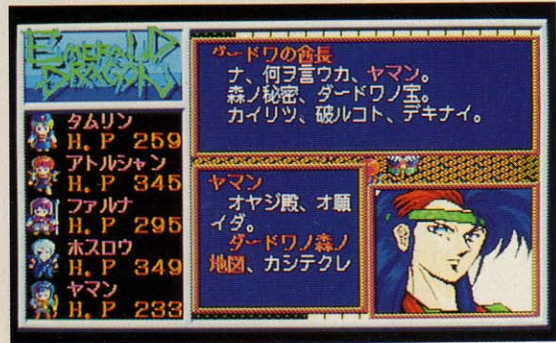 EMERALD
DRAGON
タムリン
H. P 259
アトルシャン
H. P 345
ファルナ
H. P 295
ホスロウ
H. P 349
ヤマン
H. P 233
ダードワの酋長
ナ、何ヲ言ウカ、ヤマン。
森ノ秘密、ダードワノ宝。
カイリツ、破ルコト、デキナイ。
ヤマン
オヤジ殿、オ願
イダ。
ダードワノ森ノ
地図、カシテクレ